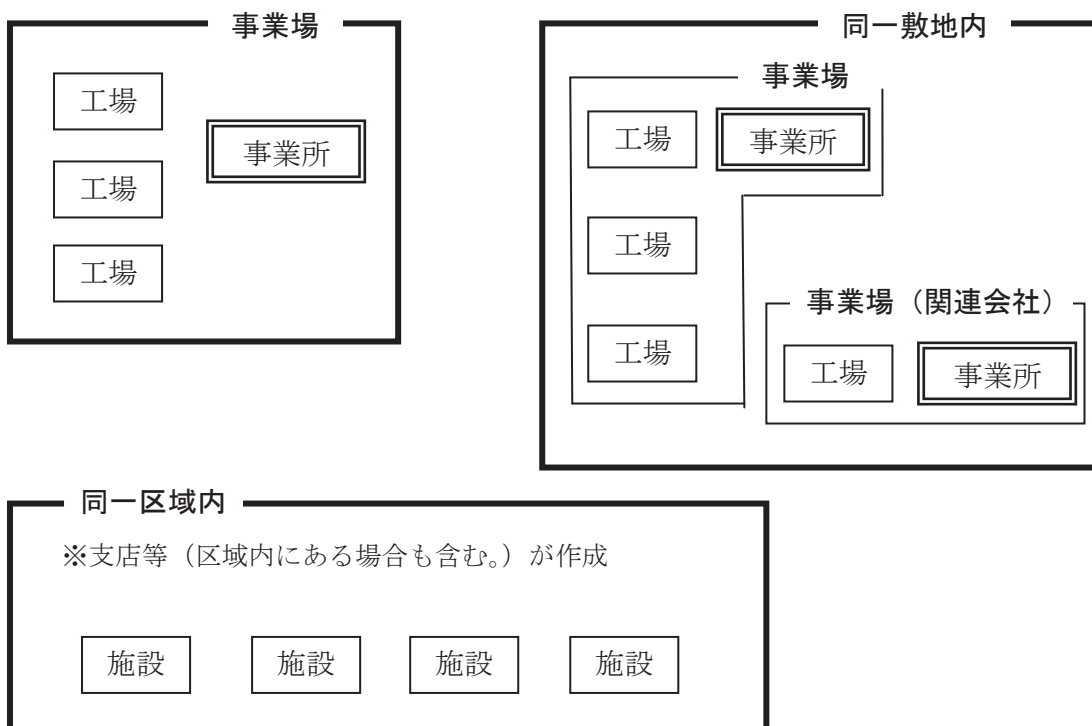 事業場
工場
事業所
工場
工場
同一敷地内
事業場
工場
事業所
工場
工場
事業場（関連会社）
工場
事業所
同一区域内
※支店等（区域内にある場合も含む。）が作成
施設
施設
施設
施設